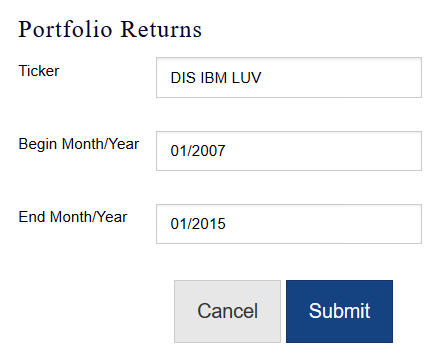 Portfolio Returns
Ticker DIS IBM LUV
Begin Month/Year 01/2007
End Month/Year 01/2015
Cancel Submit